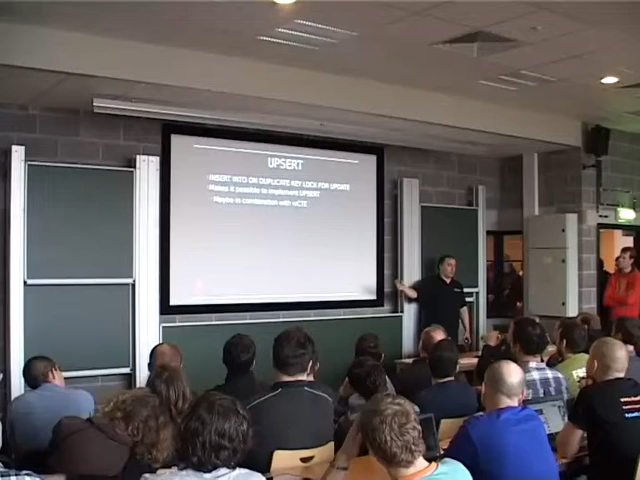 UPSERT
INSERT INTO ON DUPLICATE KEY LOCK FOR UPDATE
Makes it possible to implement UPSERT
Maybe in combination with wCTE